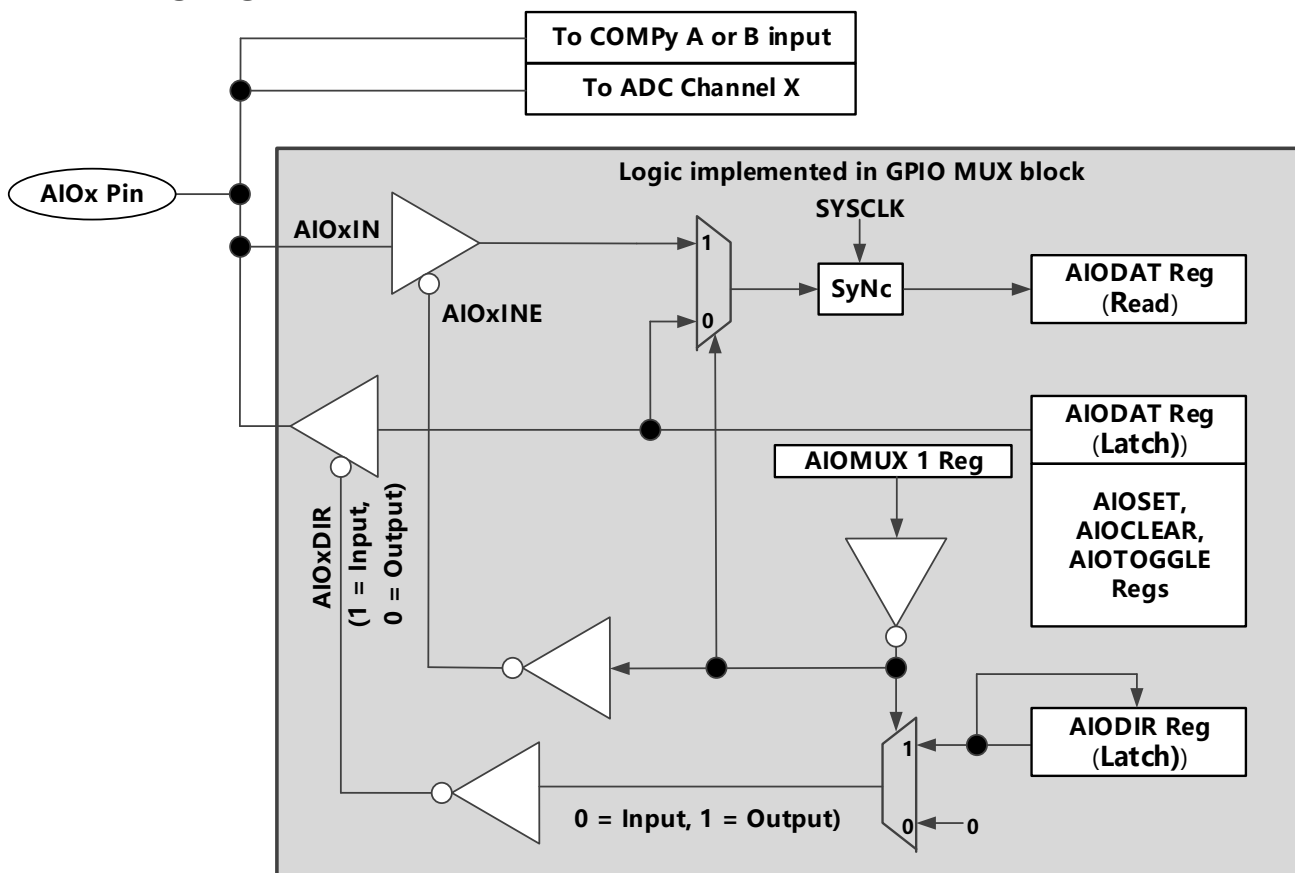 To COMPy A or B input
To ADC Channel X
Logic implemented in GPIO MUX block
AIOx Pin
SYSCLK
AIOxIN
1
SyNc
AIODAT Reg
(Read)
AIOxINE
0
AIODAT Reg
(Latch))
AIOMUX 1 Reg
AIOSET,
AIOCLEAR,
AIOTOGGLE
Regs
AIOxDIR
(1 = Input,
0 = Output)
AIODIR Reg
(Latch))
1
0 = Input, 1 = Output)
0
0